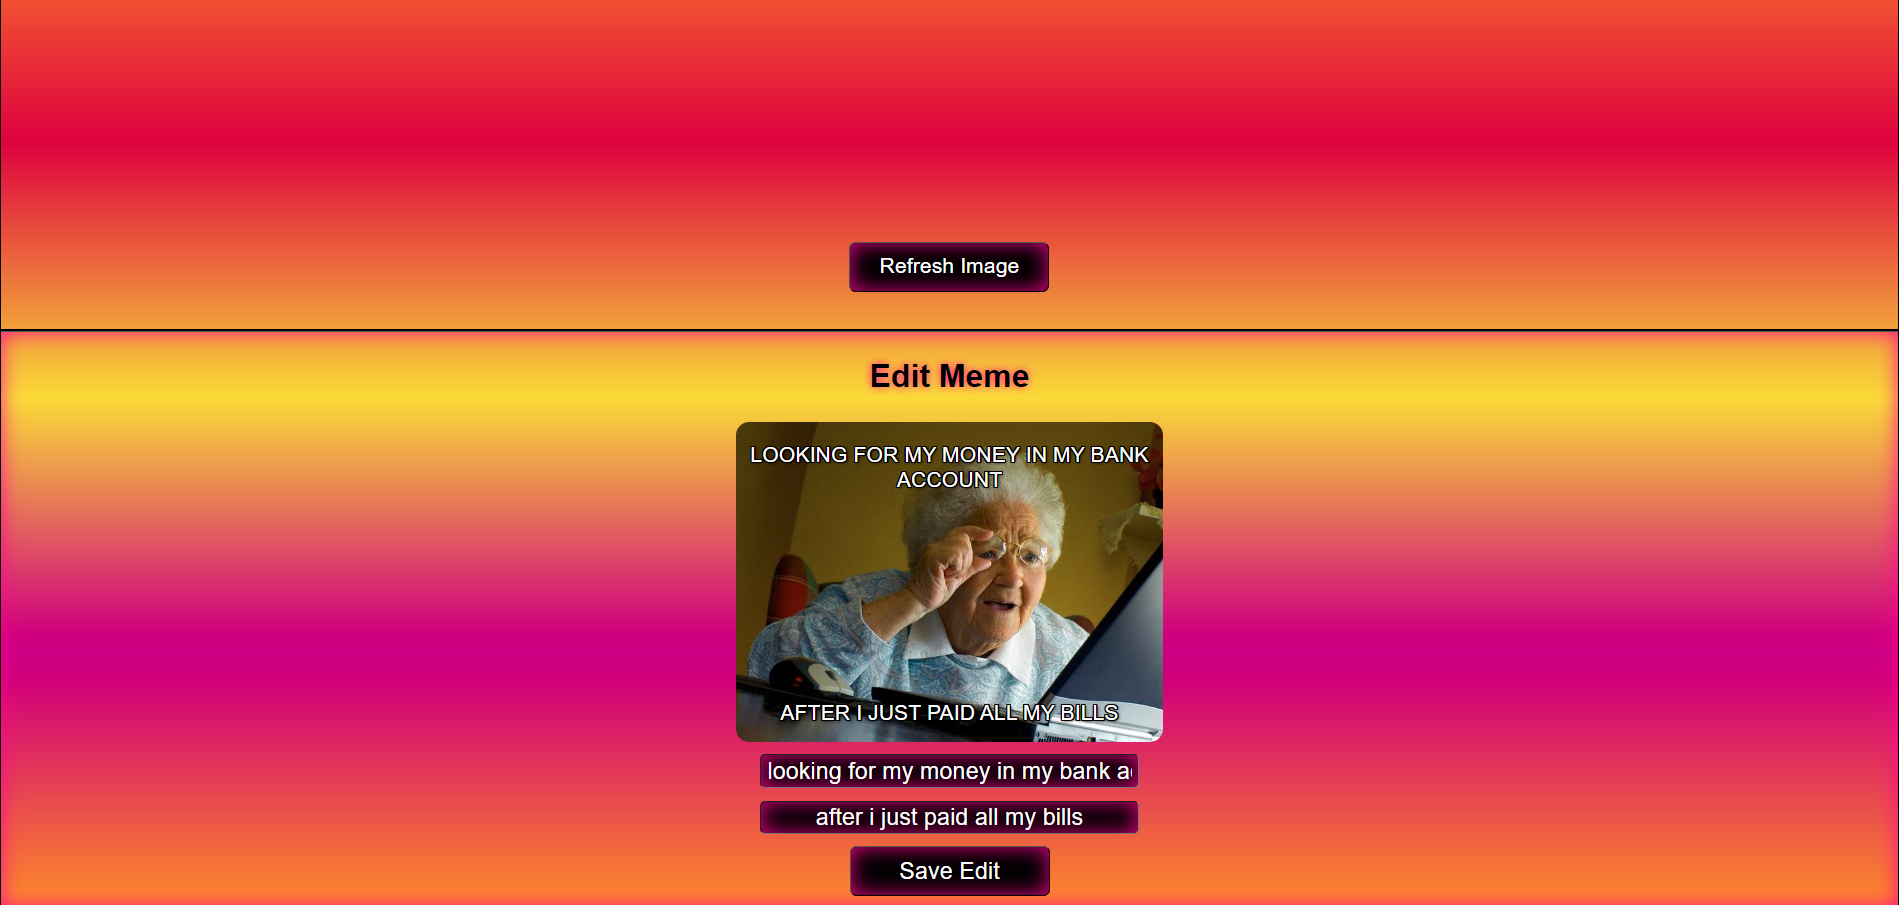 Refresh Image
Edit Meme
LOOKING FOR MY MONEY IN MY BANK
ACCOUNT
AFTER I JUST PAID ALL MY BILLS
looking for my money in my bank a
after i just paid all my bills
Save Edit